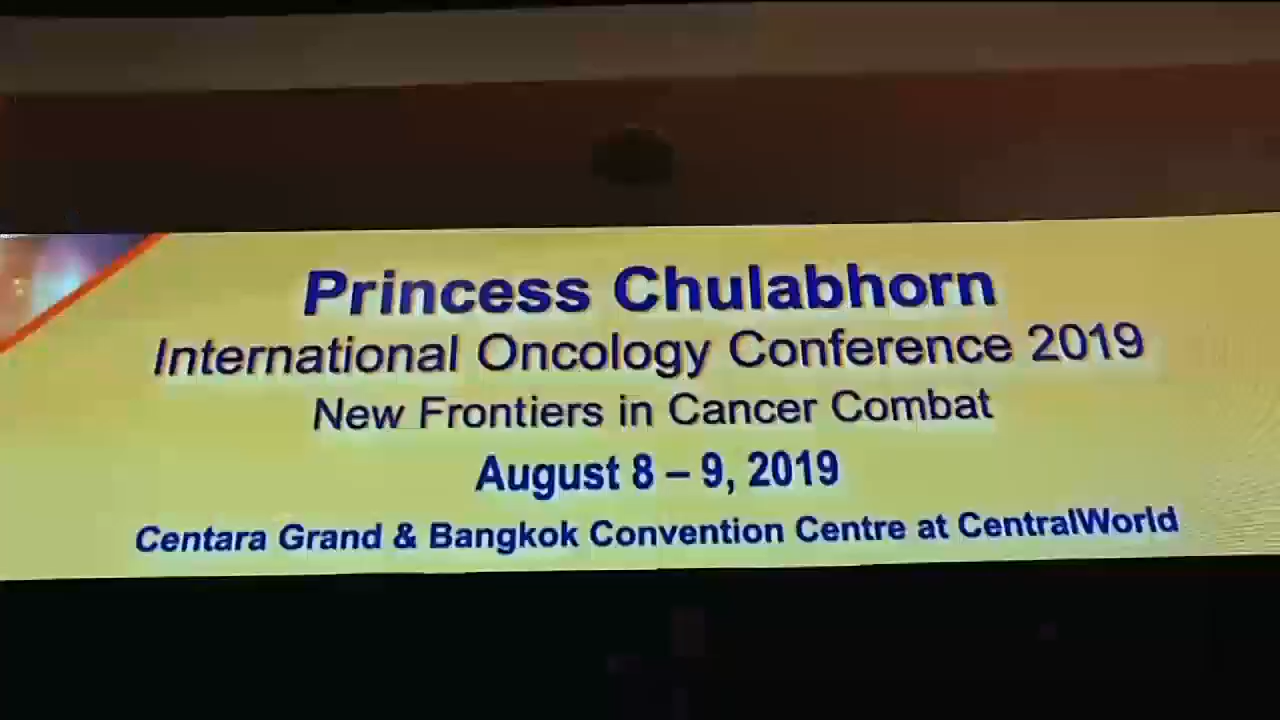 Princess Chulabhorn
International Oncology Conference 2019
New Frontiers in Cancer Combat
August 8 – 9, 2019
Centara Grand & Bangkok Convention Centre at CentralWorld